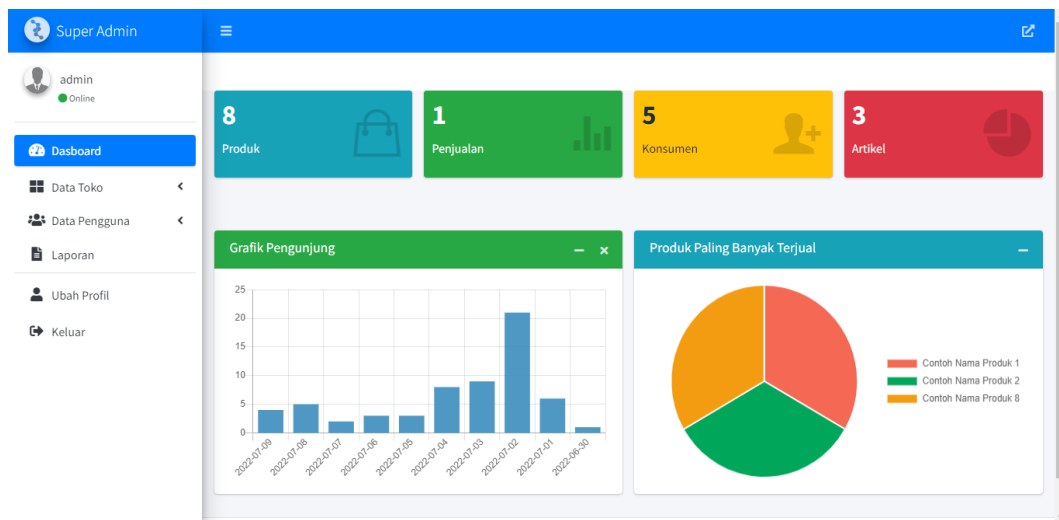 Super Admin
admin
Online
Dasboard
Data Toko
Data Pengguna
Laporan
Ubah Profil
Keluar
8
Produk
1
Penjualan
5
Konsumen
3
Artikel
Grafik Pengunjung
25
20
15
10
5
0
2022-07-09
2022-07-08
2022-07-07
2022-07-06
2022-07-05
2022-07-04
2022-07-03
2022-07-02
2022-07-01
2022-06-30
Produk Paling Banyak Terjual
Contoh Nama Produk 1
Contoh Nama Produk 2
Contoh Nama Produk 8